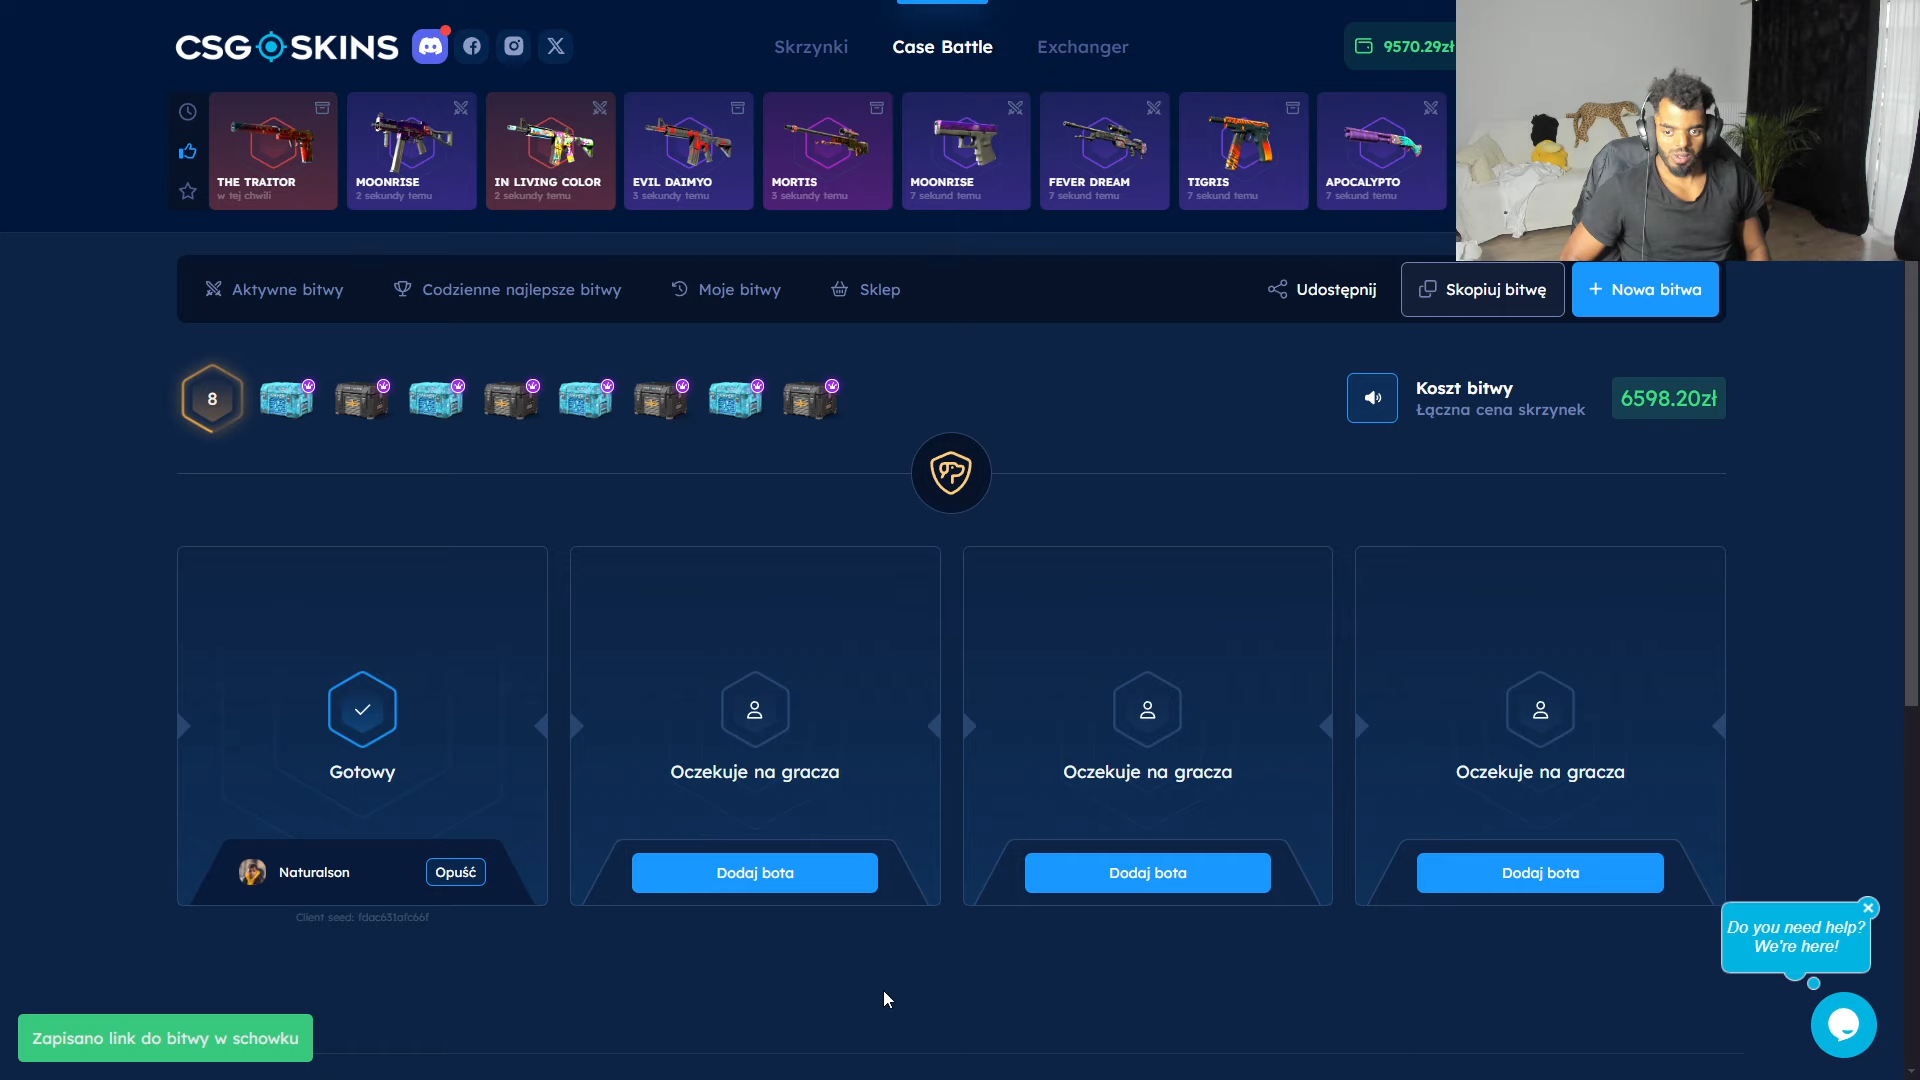 CSG SKINS
Skrzynki
Case Battle
Exchanger
9570.29zł
THE TRAITOR
w tej chwili
MOONRISE
2 sekundy temu
IN LIVING COLOR
2 sekundy temu
EVIL DAIMYO
3 sekundy temu
MORTIS
3 sekundy temu
MOONRISE
7 sekund temu
FEVER DREAM
7 sekund temu
TIGRIS
7 sekund temu
APOCALYPTO
7 sekund temu
Aktywne bitwy
Codzienne najlepsze bitwy
Moje bitwy
Sklep
Udostępnij
Skopiuj bitwę
+ Nowa bitwa
8
Koszt bitwy
Łączna cena skrzynek
6598.20zł
Gotowy
Oczekuje na gracza
Oczekuje na gracza
Oczekuje na gracza
Naturalson
Opuść
Dodaj bota
Dodaj bota
Dodaj bota
Client seed: fdac631afc66f
Do you need help?
We're here!
Zapisano link do bitwy w schowku